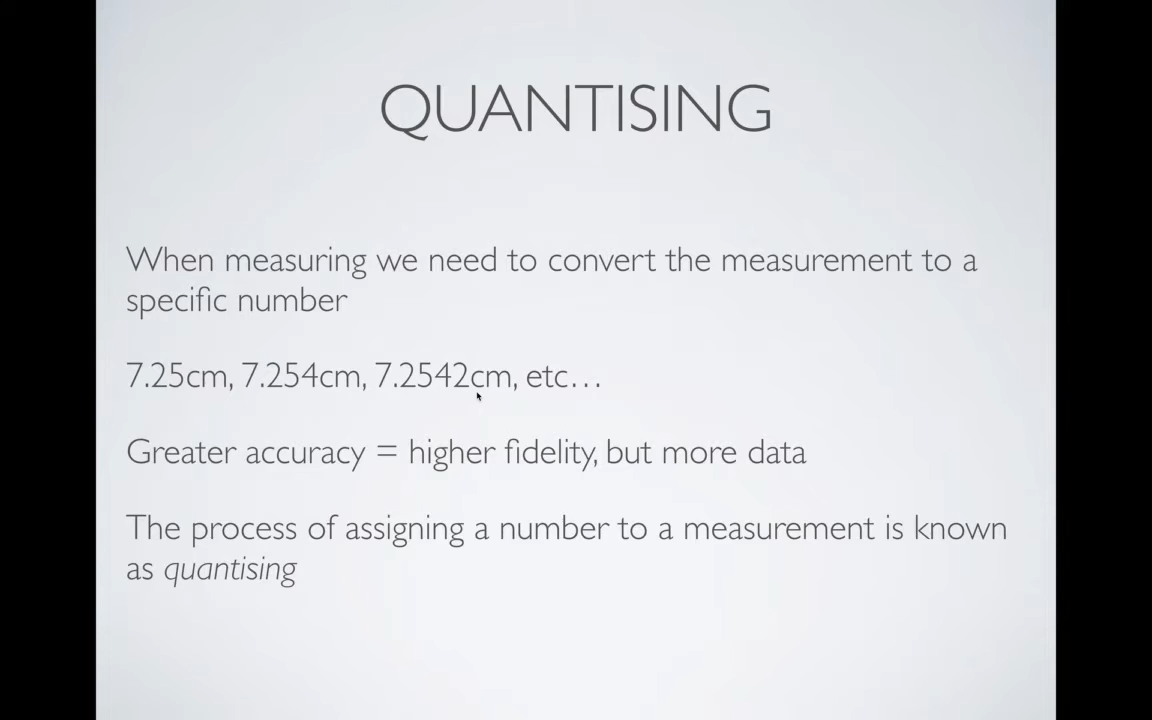 QUANTISING
When measuring we need to convert the measurement to a
specific number
7.25cm, 7.254cm, 7.2542cm, etc…
Greater accuracy = higher fidelity, but more data
The process of assigning a number to a measurement is known
as quantising